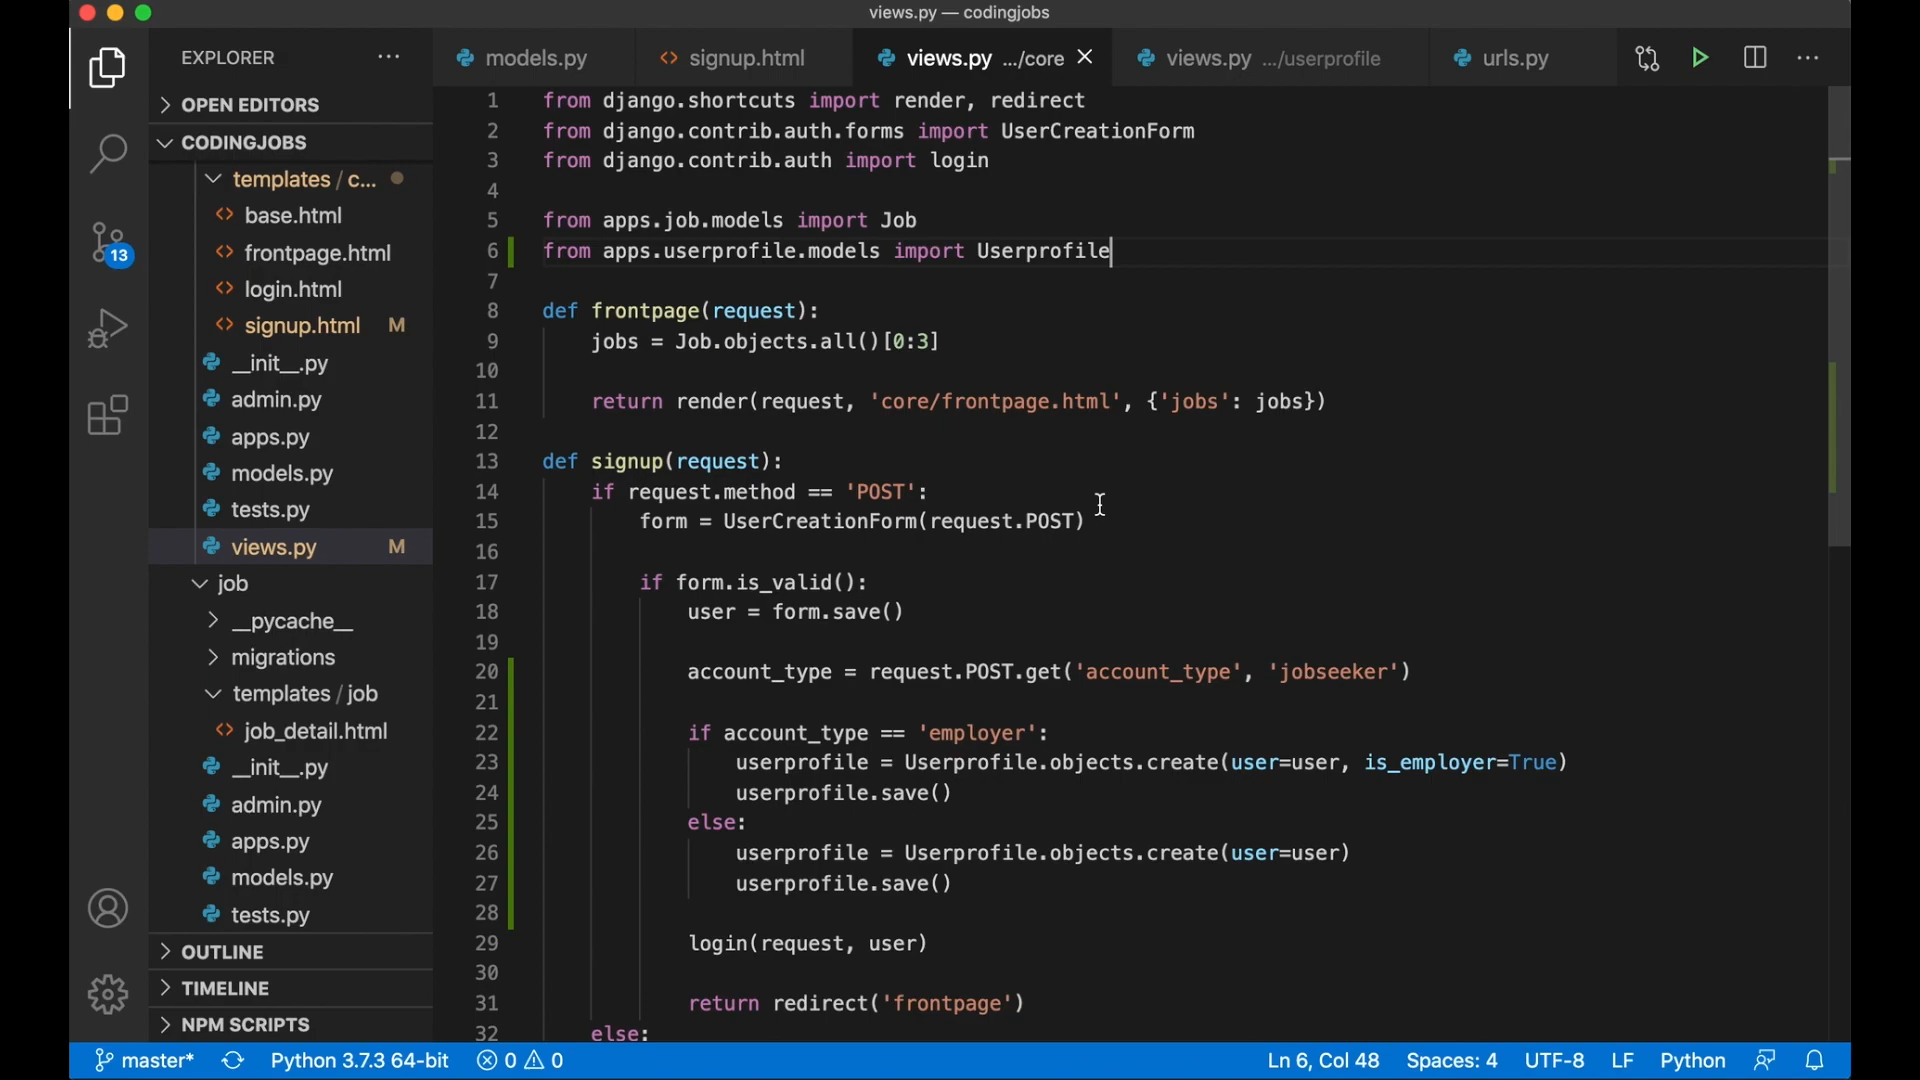 views.py — codingjobs
EXPLORER
models.py
signup.html
views.py .../core
views.py .../userprofile
urls.py
OPEN EDITORS
CODINGJOBS
templates / c...
base.html
frontpage.html
login.html
signup.html M
__init__.py
admin.py
apps.py
models.py
tests.py
views.py M
job
__pycache__
migrations
templates / job
job_detail.html
__init__.py
admin.py
apps.py
models.py
tests.py
OUTLINE
TIMELINE
NPM SCRIPTS
13
1 from django.shortcuts import render, redirect
2 from django.contrib.auth.forms import UserCreationForm
3 from django.contrib.auth import login
4
5 from apps.job.models import Job
6 from apps.userprofile.models import Userprofile
7
8 def frontpage(request):
9 jobs = Job.objects.all()[0:3]
10
11 return render(request, 'core/frontpage.html', {'jobs': jobs})
12
13 def signup(request):
14 if request.method == 'POST':
15 form = UserCreationForm(request.POST)
16
17 if form.is_valid():
18 user = form.save()
19
20 account_type = request.POST.get('account_type', 'jobseeker')
21
22 if account_type == 'employer':
23 userprofile = Userprofile.objects.create(user=user, is_employer=True)
24 userprofile.save()
25 else:
26 userprofile = Userprofile.objects.create(user=user)
27 userprofile.save()
28
29 login(request, user)
30
31 return redirect('frontpage')
32 else:
master* Python 3.7.3 64-bit 0 0 Ln 6, Col 48 Spaces: 4 UTF-8 LF Python